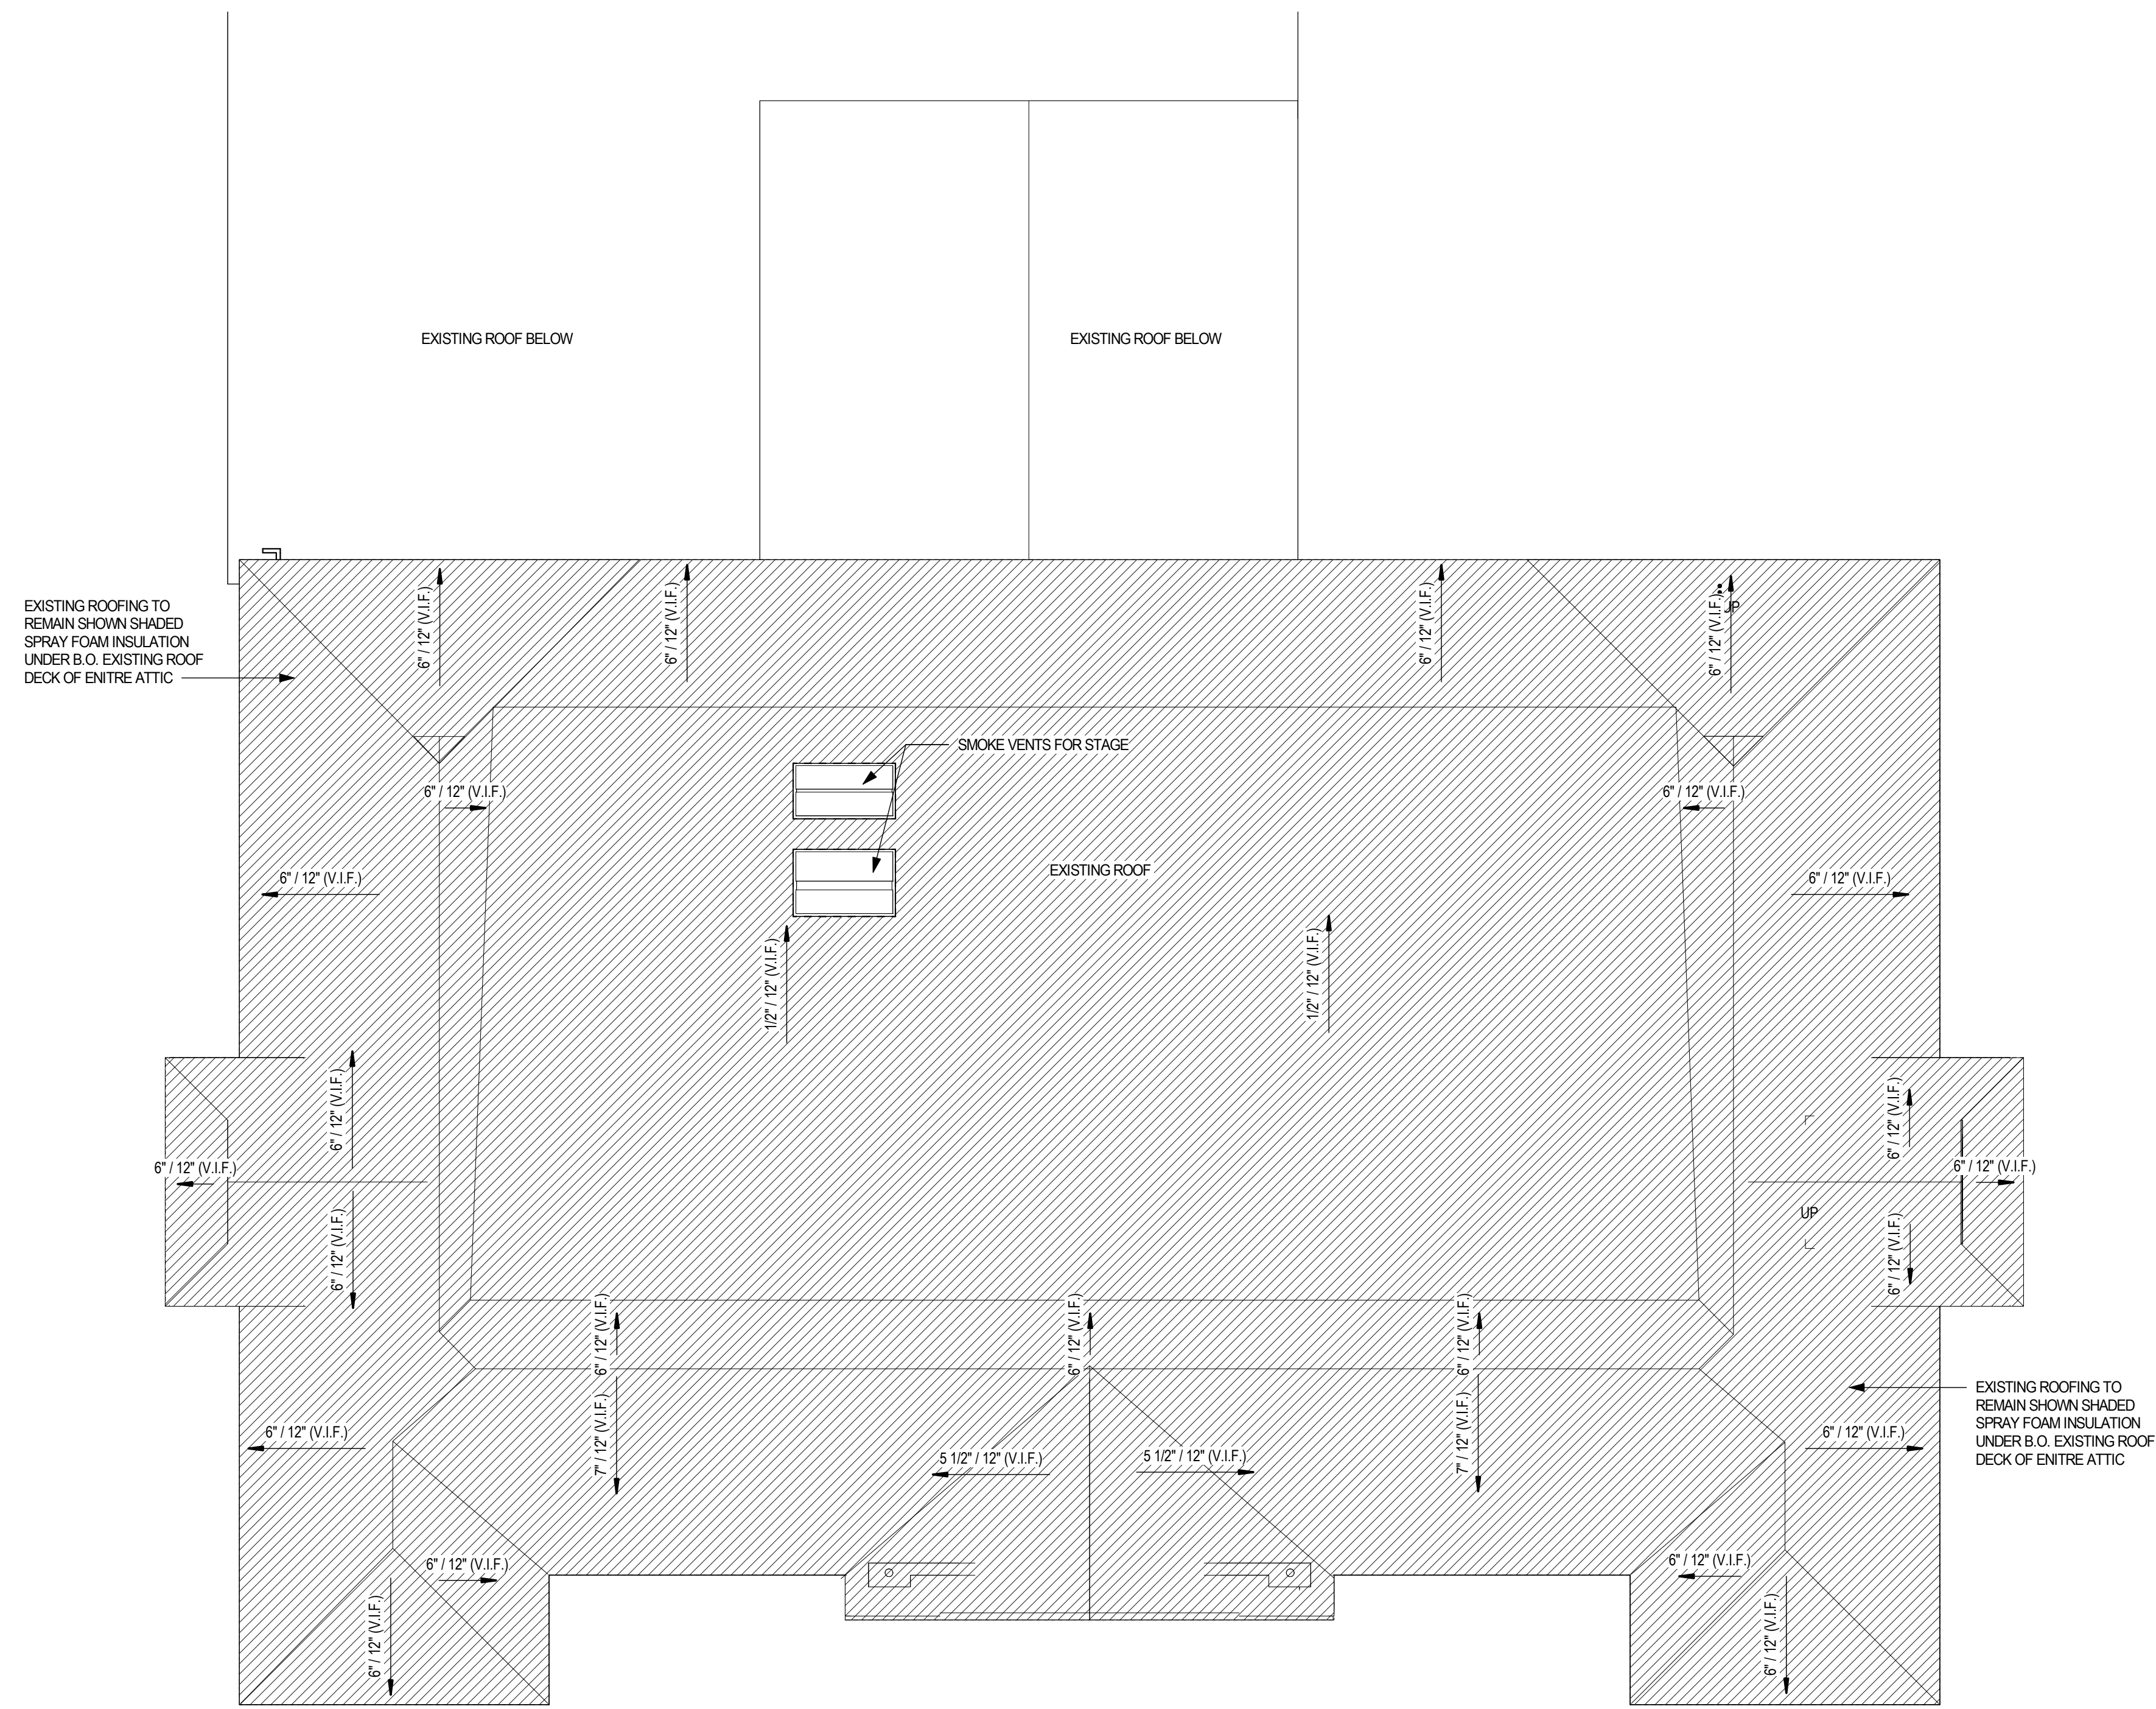 EXISTING ROOF BELOW
EXISTING ROOF BELOW
EXISTING ROOFING TO
REMAIN SHOWN SHADED
SPRAY FOAM INSULATION
UNDER B.O. EXISTING ROOF
DECK OF ENITRE ATTIC
6" / 12" (V.I.F.)
6" / 12" (V.I.F.)
6" / 12" (V.I.F.)
6" / 12" (V.I.F.)
UP
SMOKE VENTS FOR STAGE
6" / 12" (V.I.F.)
6" / 12" (V.I.F.)
EXISTING ROOF
6" / 12" (V.I.F.)
6" / 12" (V.I.F.)
1/2" / 12" (V.I.F.)
1/2" / 12" (V.I.F.)
6" / 12" (V.I.F.)
6" / 12" (V.I.F.)
6" / 12" (V.I.F.)
6" / 12" (V.I.F.)
UP
6" / 12" (V.I.F.)
6" / 12" (V.I.F.)
6" / 12" (V.I.F.)
6" / 12" (V.I.F.)
6" / 12" (V.I.F.)
EXISTING ROOFING TO
REMAIN SHOWN SHADED
SPRAY FOAM INSULATION
UNDER B.O. EXISTING ROOF
DECK OF ENITRE ATTIC
6" / 12" (V.I.F.)
7" / 12" (V.I.F.)
5 1/2" / 12" (V.I.F.)
5 1/2" / 12" (V.I.F.)
7" / 12" (V.I.F.)
6" / 12" (V.I.F.)
6" / 12" (V.I.F.)
6" / 12" (V.I.F.)
6" / 12" (V.I.F.)
6" / 12" (V.I.F.)